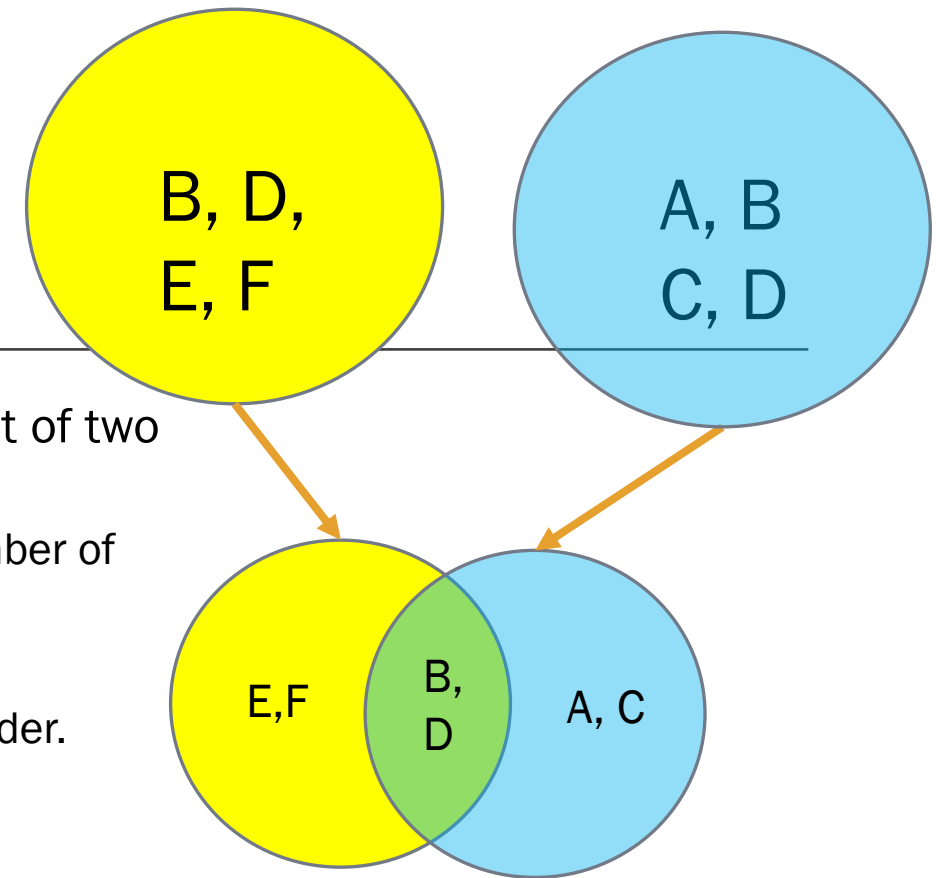 B, D,
E, F
A, B
C, D
t of two
ber of
der.
E,F
B,
D
A, C